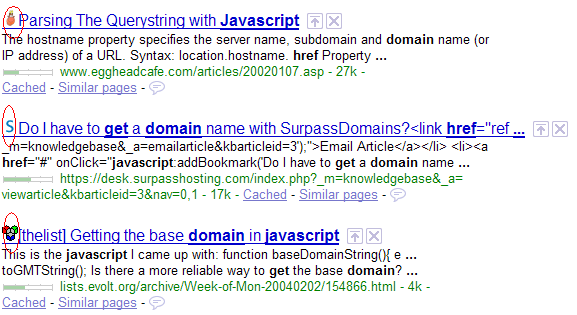 Parsing The Querystring with Javascript
The hostname property specifies the server name, subdomain and domain name (or
IP address) of a URL. Syntax: location.hostname. href Property ...
www.eggheadcafe.com/articles/20020107.asp - 27k -
Cached - Similar pages -
S Do I have to get a domain name with SurpassDomains?<link href="ref ...
_m=knowledgebase&_a=emailarticle&kbarticleid=3');">Email Article</a></li> <li><a
href="#" onClick="javascript:addBookmark('Do I have to get a domain name ...
https://desk.surpasshosting.com/index.php?_m=knowledgebase&_a=
viewarticle&kbarticleid=3&nav=0,1 - 17k - Cached - Similar pages -
[thelist] Getting the base domain in javascript
This is the javascript I came up with: function baseDomainString(){ e ...
toGMTString(); Is there a more reliable way to get the base domain? ...
lists.evolt.org/archive/Week-of-Mon-20040202/154866.html - 4k -
Cached - Similar pages -